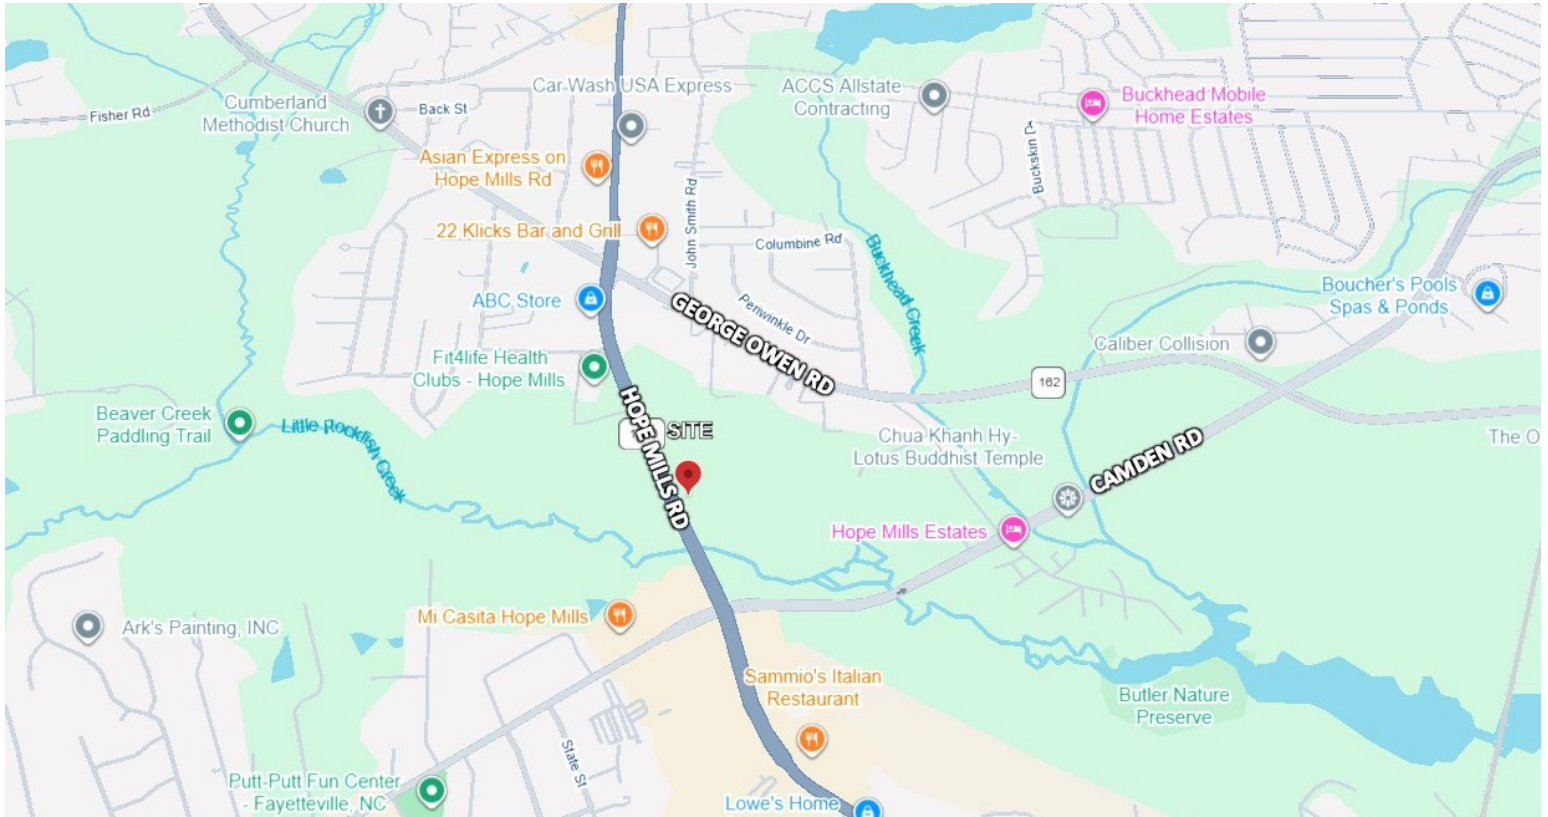 Fisher Rd
Cumberland
Methodist Church
Back St
Car Wash USA Express
ACCS Allstate
Contracting
Buckhead Mobile
Home Estates
Buckskin Dr
Asian Express on
Hope Mills Rd
22 Klicks Bar and Grill
John Smith Rd
Columbine Rd
Buckhead Creek
ABC Store
GEORGE OWEN RD
Periwinkle Dr
Boucher's Pools
Spas & Ponds
Caliber Collision
Fit4life Health
Clubs - Hope Mills
162
Beaver Creek
Paddling Trail
Little Rockfish Creek
HOPE MILLS RD
SITE
Chua Khanh Hy-
Lotus Buddhist Temple
CAMDEN RD
The O
Hope Mills Estates
Mi Casita Hope Mills
Ark's Painting, INC
Sammio's Italian
Restaurant
Butler Nature
Preserve
State St
Putt-Putt Fun Center
- Fayetteville, NC
Lowe's Home